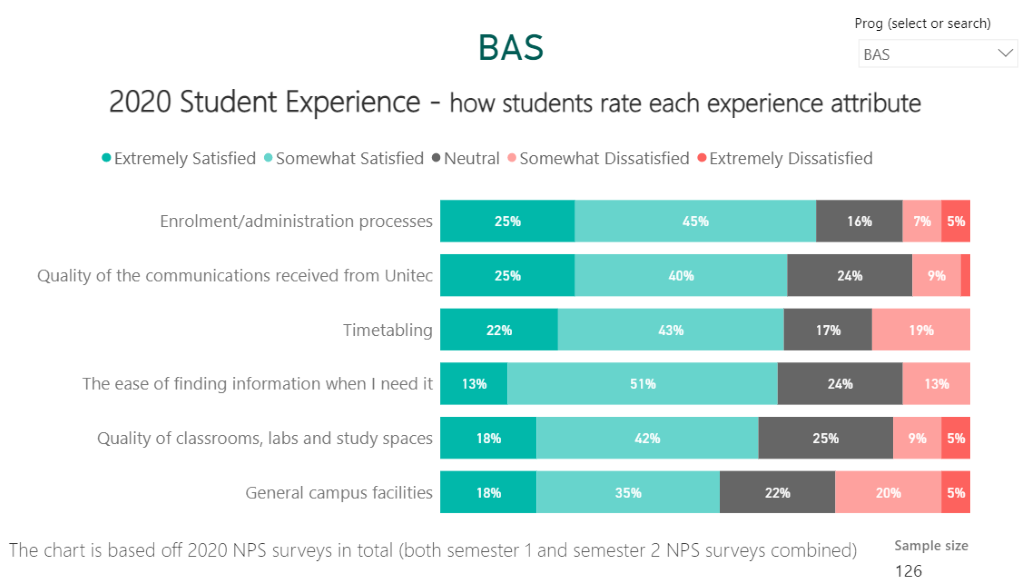 Prog (select or search)
BAS
BAS
2020 Student Experience - how students rate each experience attribute
Extremely Satisfied Somewhat Satisfied Neutral Somewhat Dissatisfied Extremely Dissatisfied
Enrolment/administration processes 25% 45% 16% 7% 5%
Quality of the communications received from Unitec 25% 40% 24% 9%
Timetabling 22% 43% 17% 19%
The ease of finding information when I need it 13% 51% 24% 13%
Quality of classrooms, labs and study spaces 18% 42% 25% 9% 5%
General campus facilities 18% 35% 22% 20% 5%
The chart is based off 2020 NPS surveys in total (both semester 1 and semester 2 NPS surveys combined)
Sample size
126